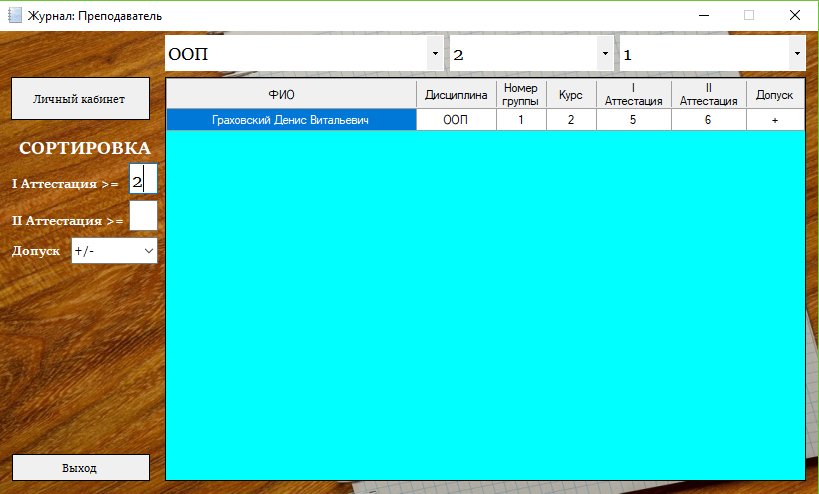 Журнал: Преподаватель
ООП 2 1
Личный кабинет
СОРТИРОВКА
I Аттестация >= 2
II Аттестация >=
Допуск +/-
Выход
ФИО Дисциплина Номер группы Курс I Аттестация II Аттестация Допуск
Граховский Денис Витальевич ООП 1 2 5 6 +